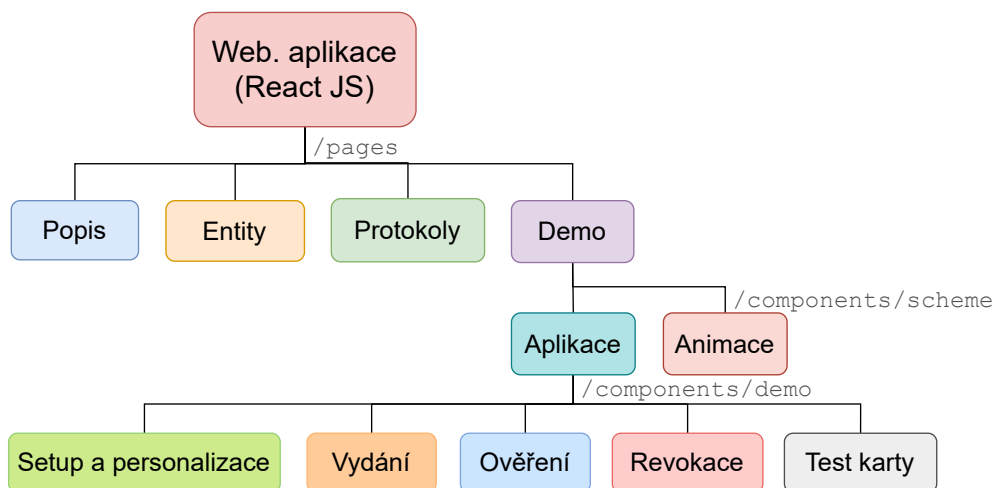 Web. aplikace
(React JS)
/pages
Popis
Entity
Protokoly
Demo
/components/scheme
Aplikace
Animace
/components/demo
Setup a personalizace
Vydání
Ověření
Revokace
Test karty